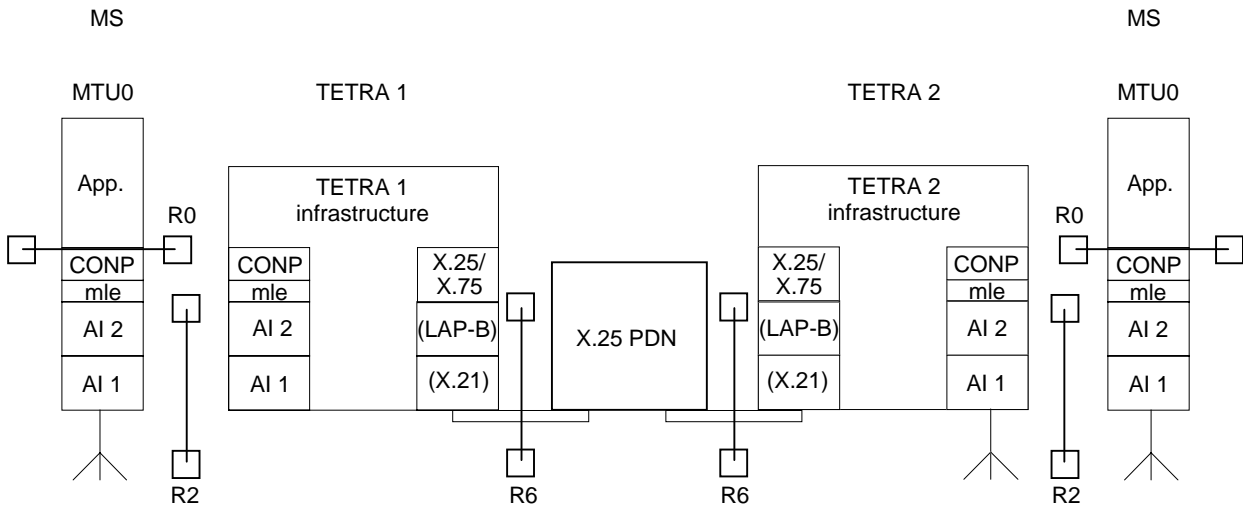 MS MS
MTU0 TETRA 1 TETRA 2 MTU0
App. TETRA 1 TETRA 2 App.
infrastructure infrastructure
R0 R0
CONP CONP X.25/ X.25/ CONP CONP
mle mle X.75 X.75 mle mle
AI 2 AI 2 (LAP-B) X.25 PDN (LAP-B) AI 2 AI 2
AI 1 AI 1 (X.21) (X.21) AI 1 AI 1
R2 R6 R6 R2